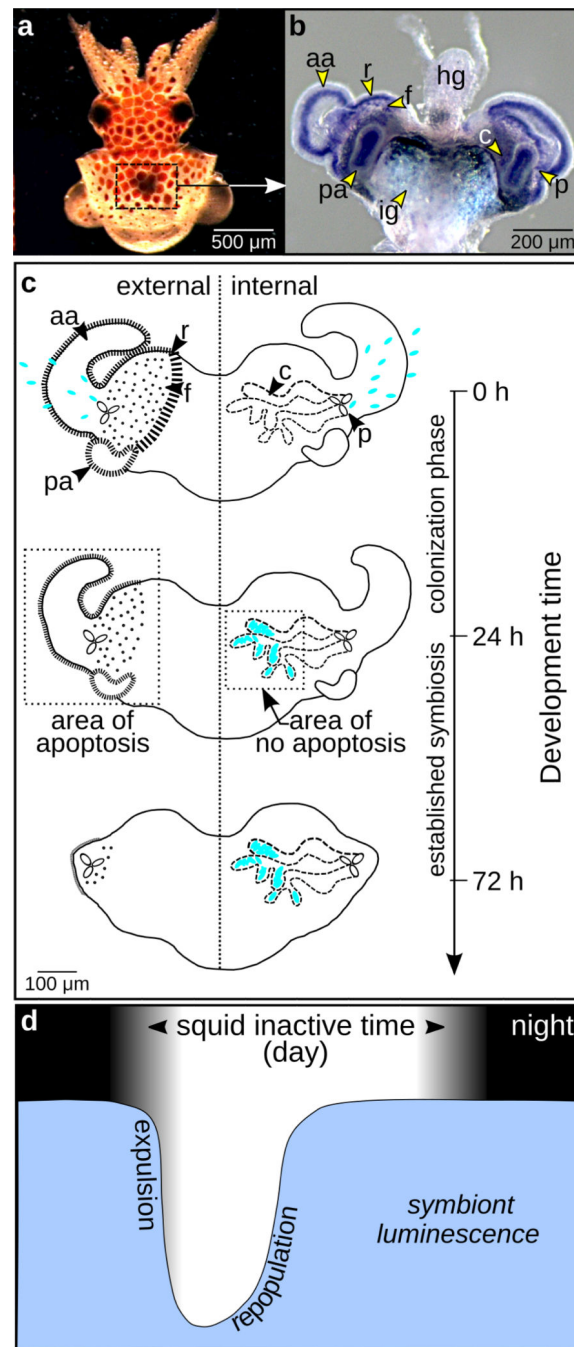 a
500 µm
b
aa
r
f
hg
c
pa
ig
p
200 µm
c
external
internal
aa
r
f
c
pa
p
0 h
colonization phase
24 h
area of
apoptosis
area of
no apoptosis
established symbiosis
Development time
72 h
100 µm
d
squid inactive time
(day)
night
expulsion
repopulation
symbiont
luminescence